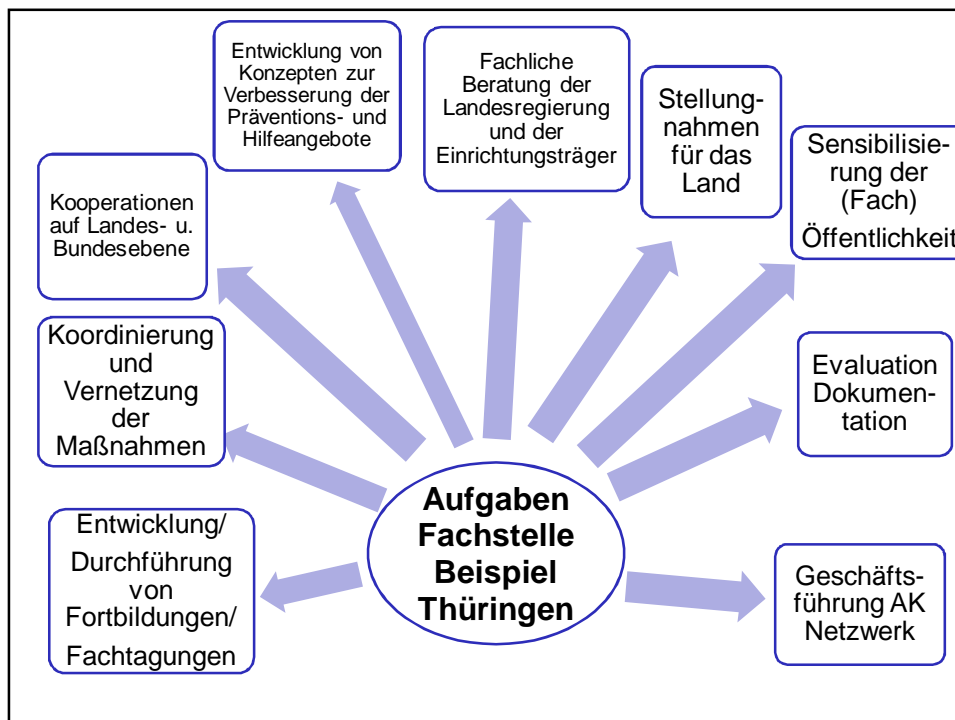 Entwicklung von
Konzepten zur
Verbesserung der
Präventions- und
Hilfeangebote
Fachliche
Beratung der
Landesregierung
und der
Einrichtungsträger
Stellung-
nahmen
für das
Land
Sensibilisie-
rung der
(Fach)
Öffentlichkeit
Kooperationen
auf Landes- u.
Bundesebene
Koordinierung
und
Vernetzung
der
Maßnahmen
Evaluation
Dokumen-
tation
Entwicklung/
Durchführung
von
Fortbildungen/
Fachtagungen
Aufgaben
Fachstelle
Beispiel
Thüringen
Geschäfts-
führung AK
Netzwerk